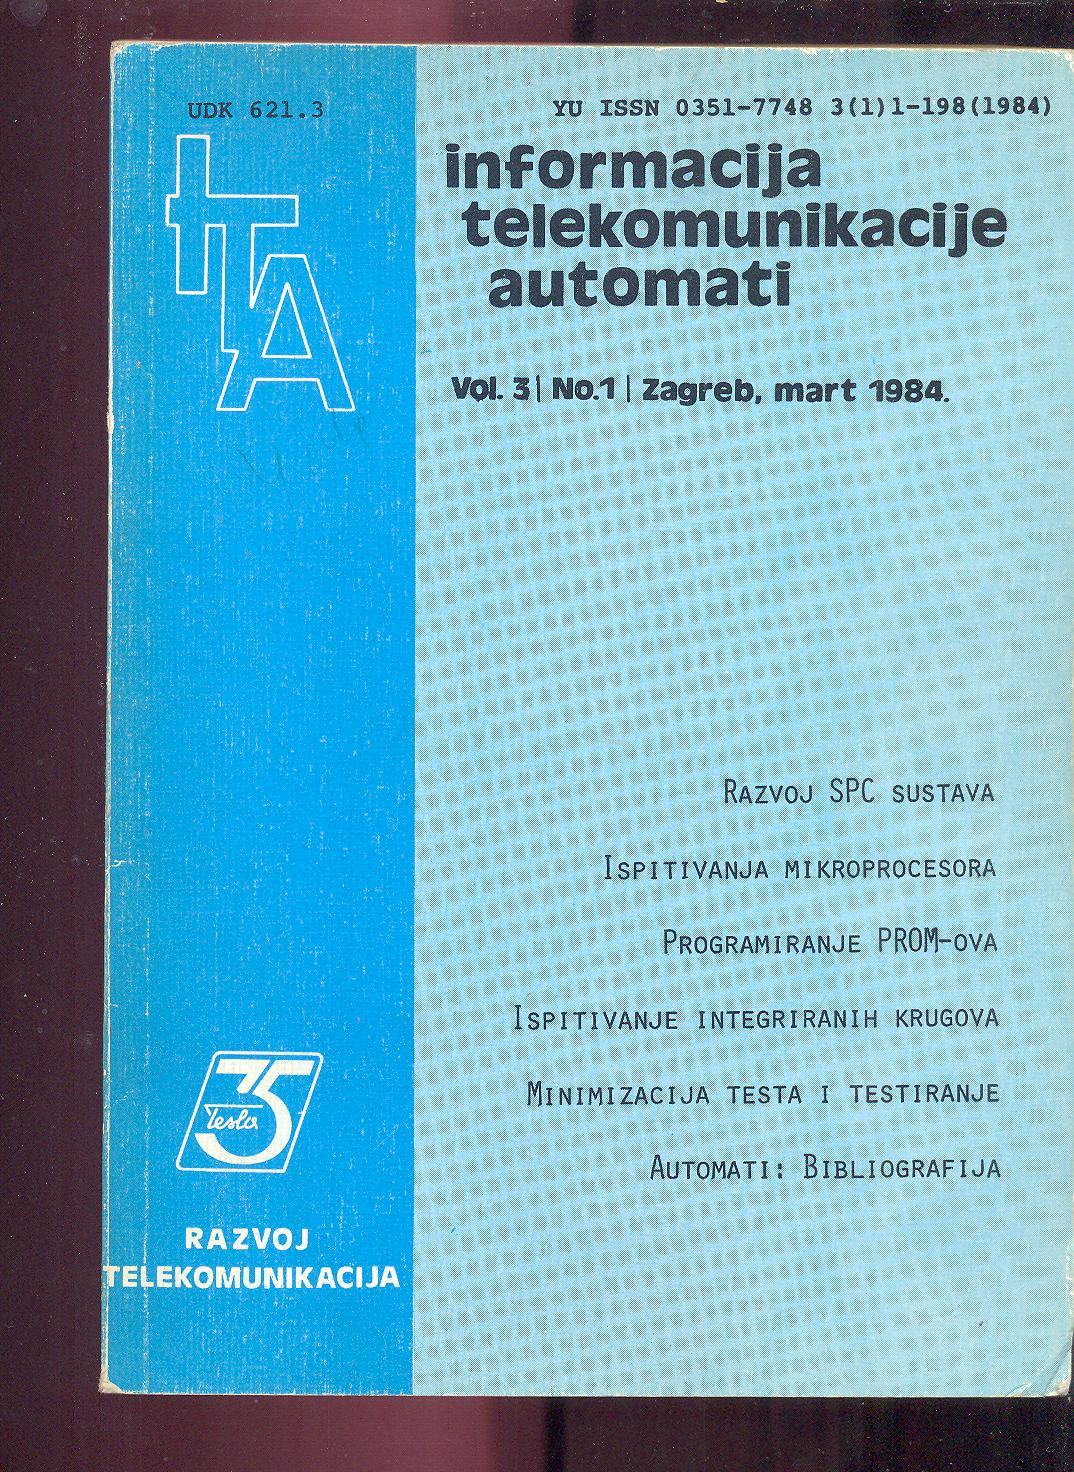 UDK 621.3
YU ISSN 0351-7748 3(1)1-198(1984)
ITA
informacija
telekomunikacije
automati
Vol. 3| No.1| Zagreb, mart 1984.
RAZVOJ SPC SUSTAVA
ISPITIVANJA MIKROPROCESORA
PROGRAMIRANJE PROM-OVA
ISPITIVANJE INTEGRIRANIH KRUGOVA
MINIMIZACIJA TESTA I TESTIRANJE
AUTOMATI: BIBLIOGRAFIJA
35
Tesla
RAZVOJ
TELEKOMUNIKACIJA